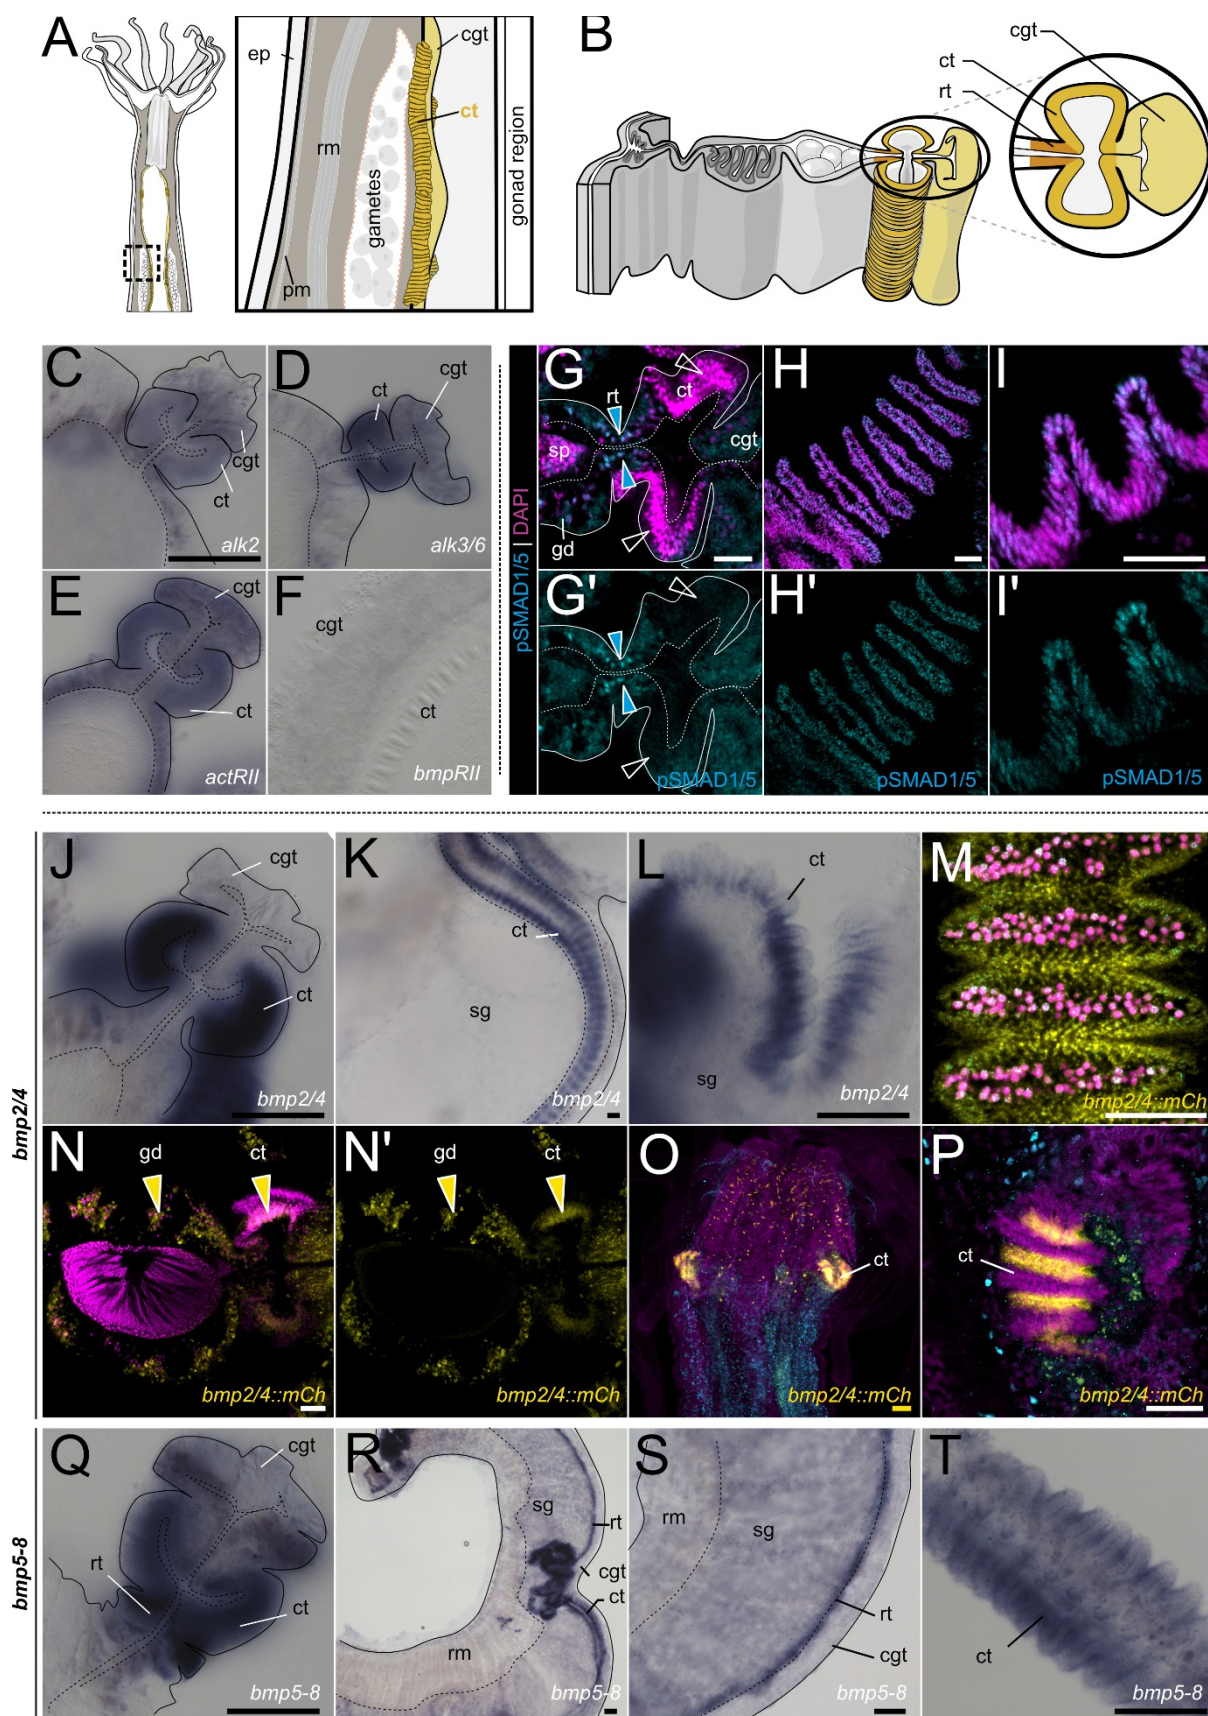 A
ep
rm
pm
gametes
cgt
ct
gonad region
B
cgt
ct
rt
C
cgt
ct
alk2
D
ct
cgt
alk3/6
E
cgt
ct
actRII
F
cgt
ct
bmpRII
pSMAD1/5 | DAPI
G
rt
ct
sp
cgt
gd
H
I
G'
pSMAD1/5
H'
pSMAD1/5
I'
pSMAD1/5
bmp2/4
J
cgt
ct
bmp2/4
K
ct
sg
bmp2/4
L
ct
sg
bmp2/4
M
bmp2/4::mCh
N
gd
ct
bmp2/4::mCh
N'
gd
ct
bmp2/4::mCh
O
ct
bmp2/4::mCh
P
ct
bmp2/4::mCh
bmp5-8
Q
cgt
rt
ct
bmp5-8
R
sg
rt
cgt
ct
rm
bmp5-8
S
rm
sg
rt
cgt
bmp5-8
T
ct
bmp5-8